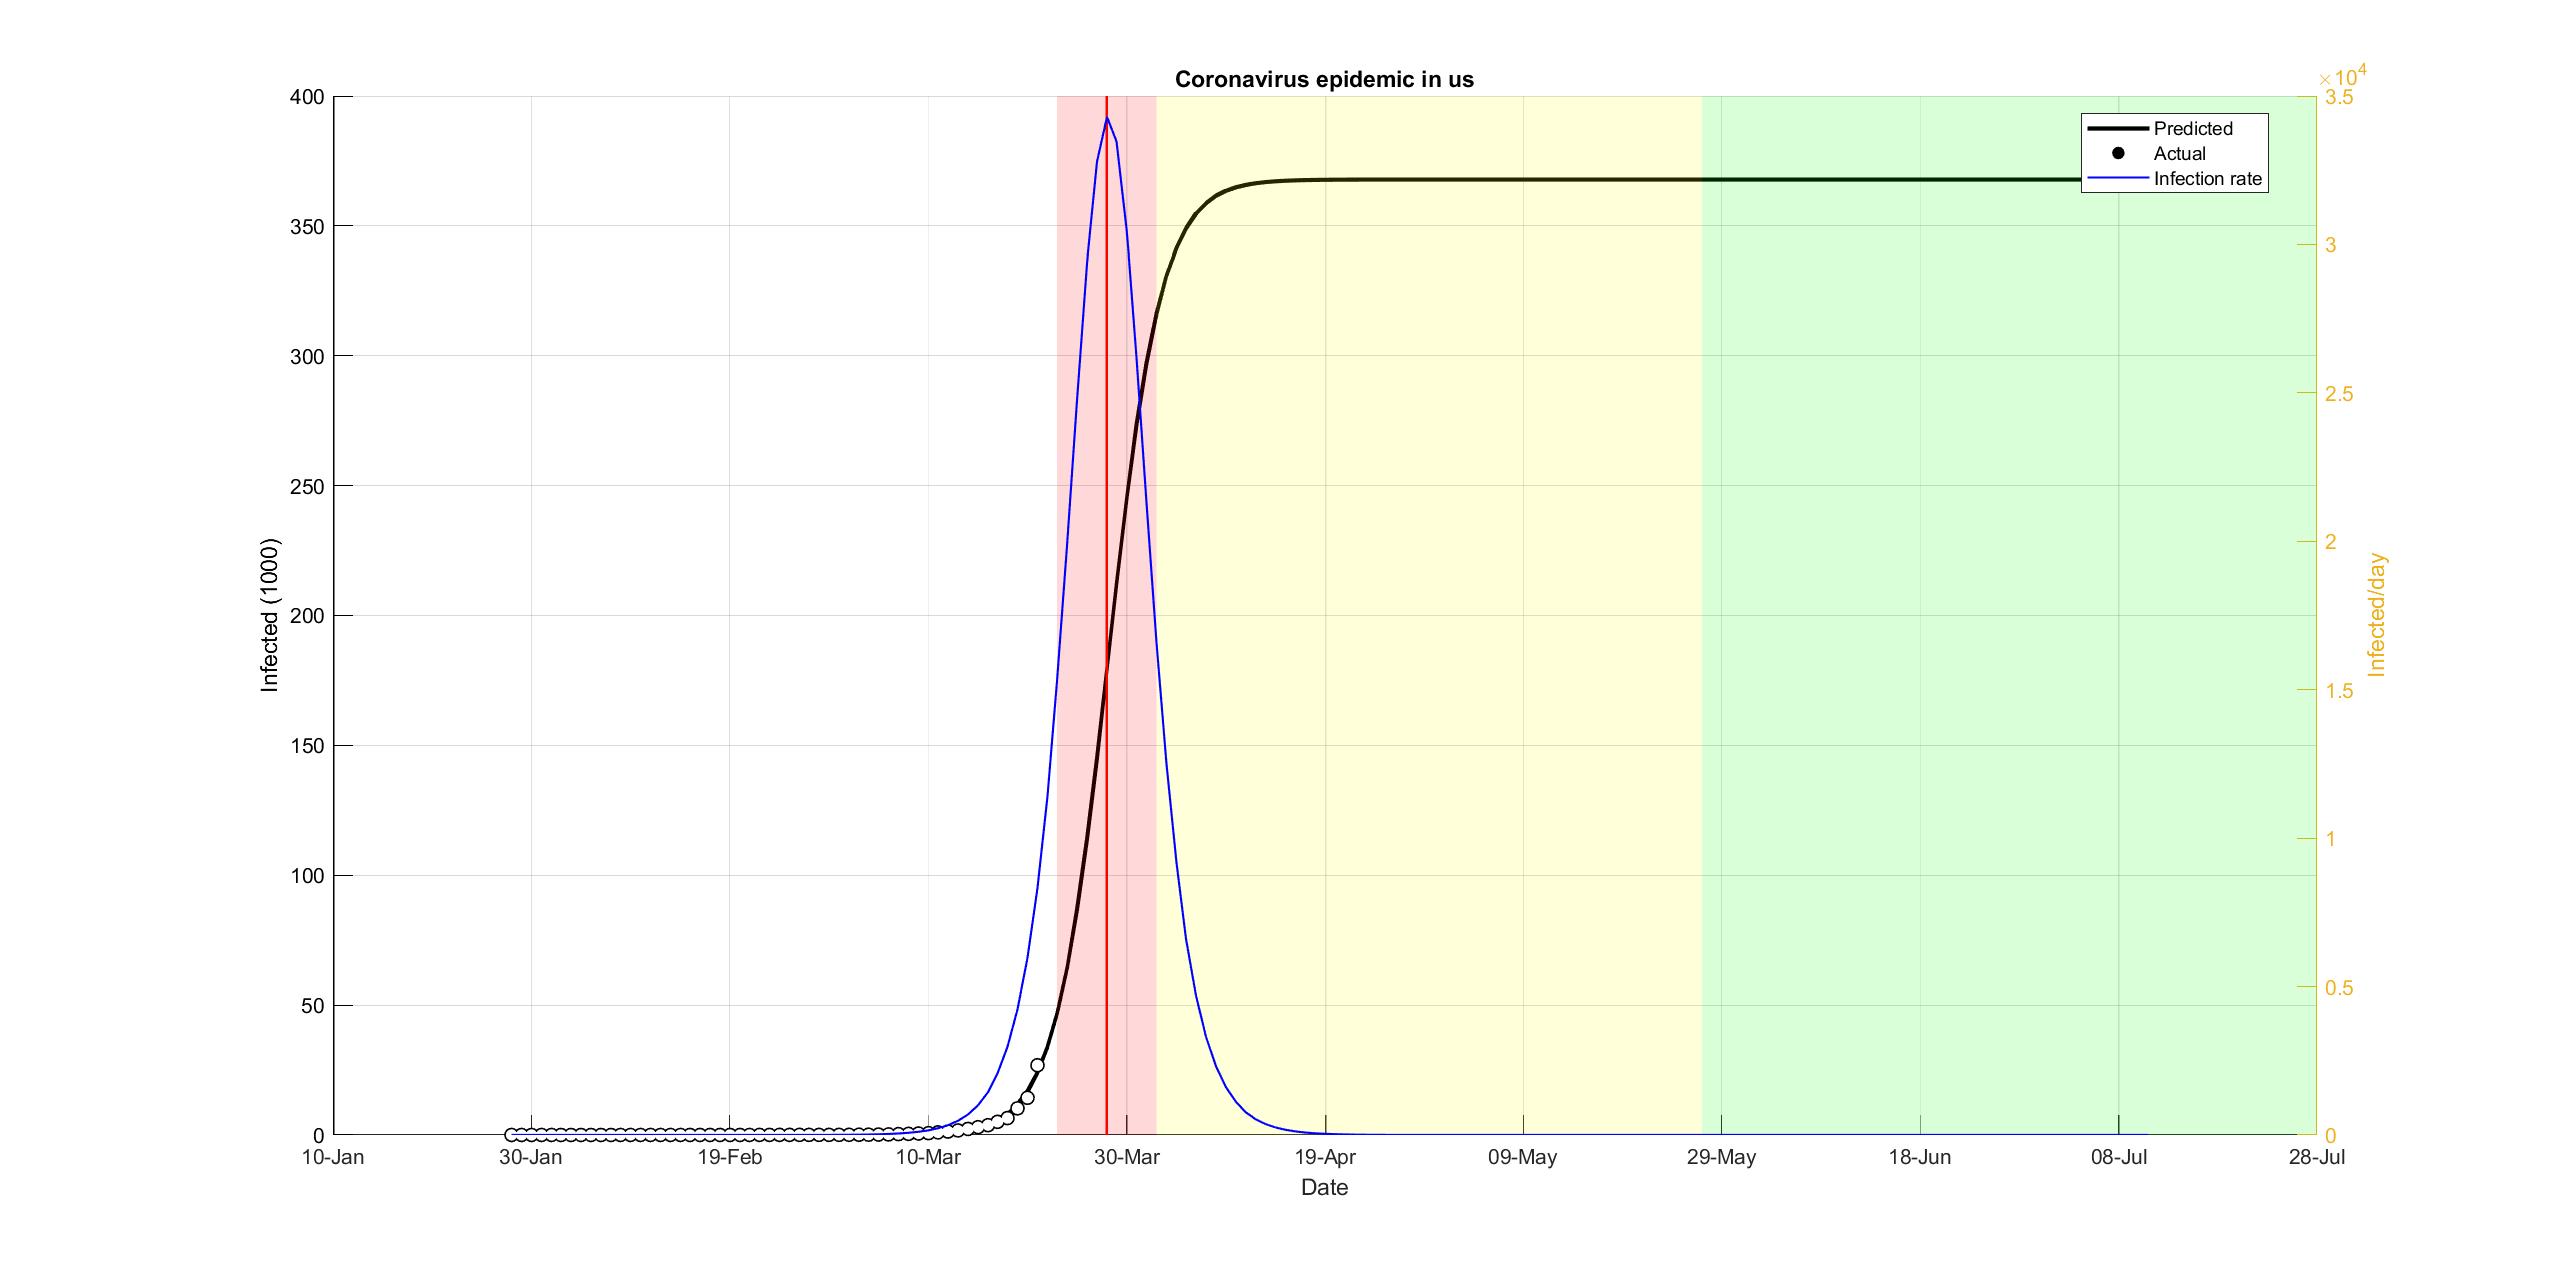 Coronavirus epidemic in us
×10^4
400
350
300
250
200
150
100
50
0
Infected (1000)
3.5
3
2.5
2
1.5
1
0.5
0
Infected/day
Predicted
Actual
Infection rate
10-Jan 30-Jan 19-Feb 10-Mar 30-Mar 19-Apr 09-May 29-May 18-Jun 08-Jul 28-Jul
Date